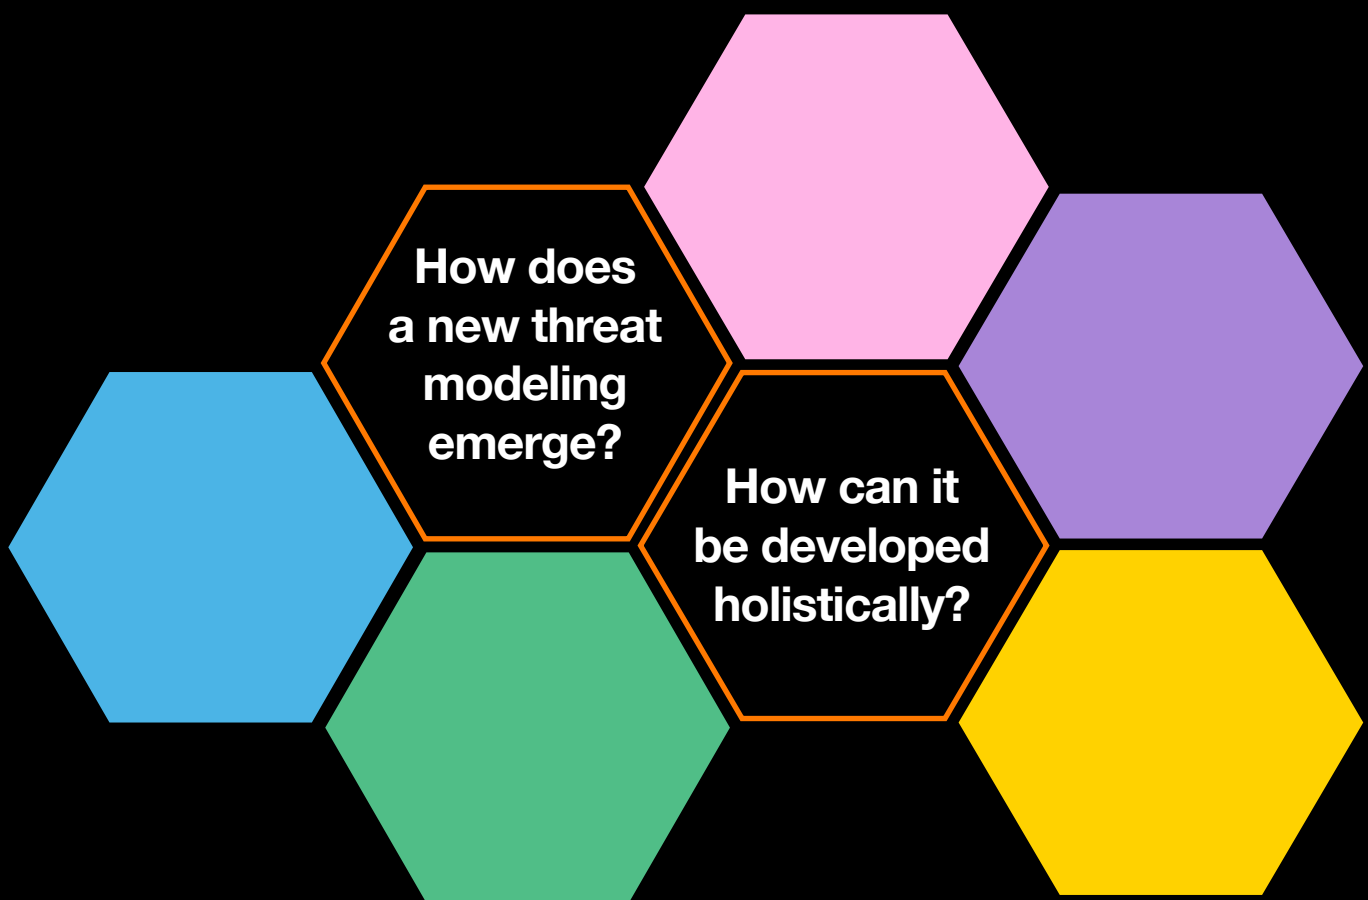 How does
a new threat
modeling
emerge?
How can it
be developed
holistically?